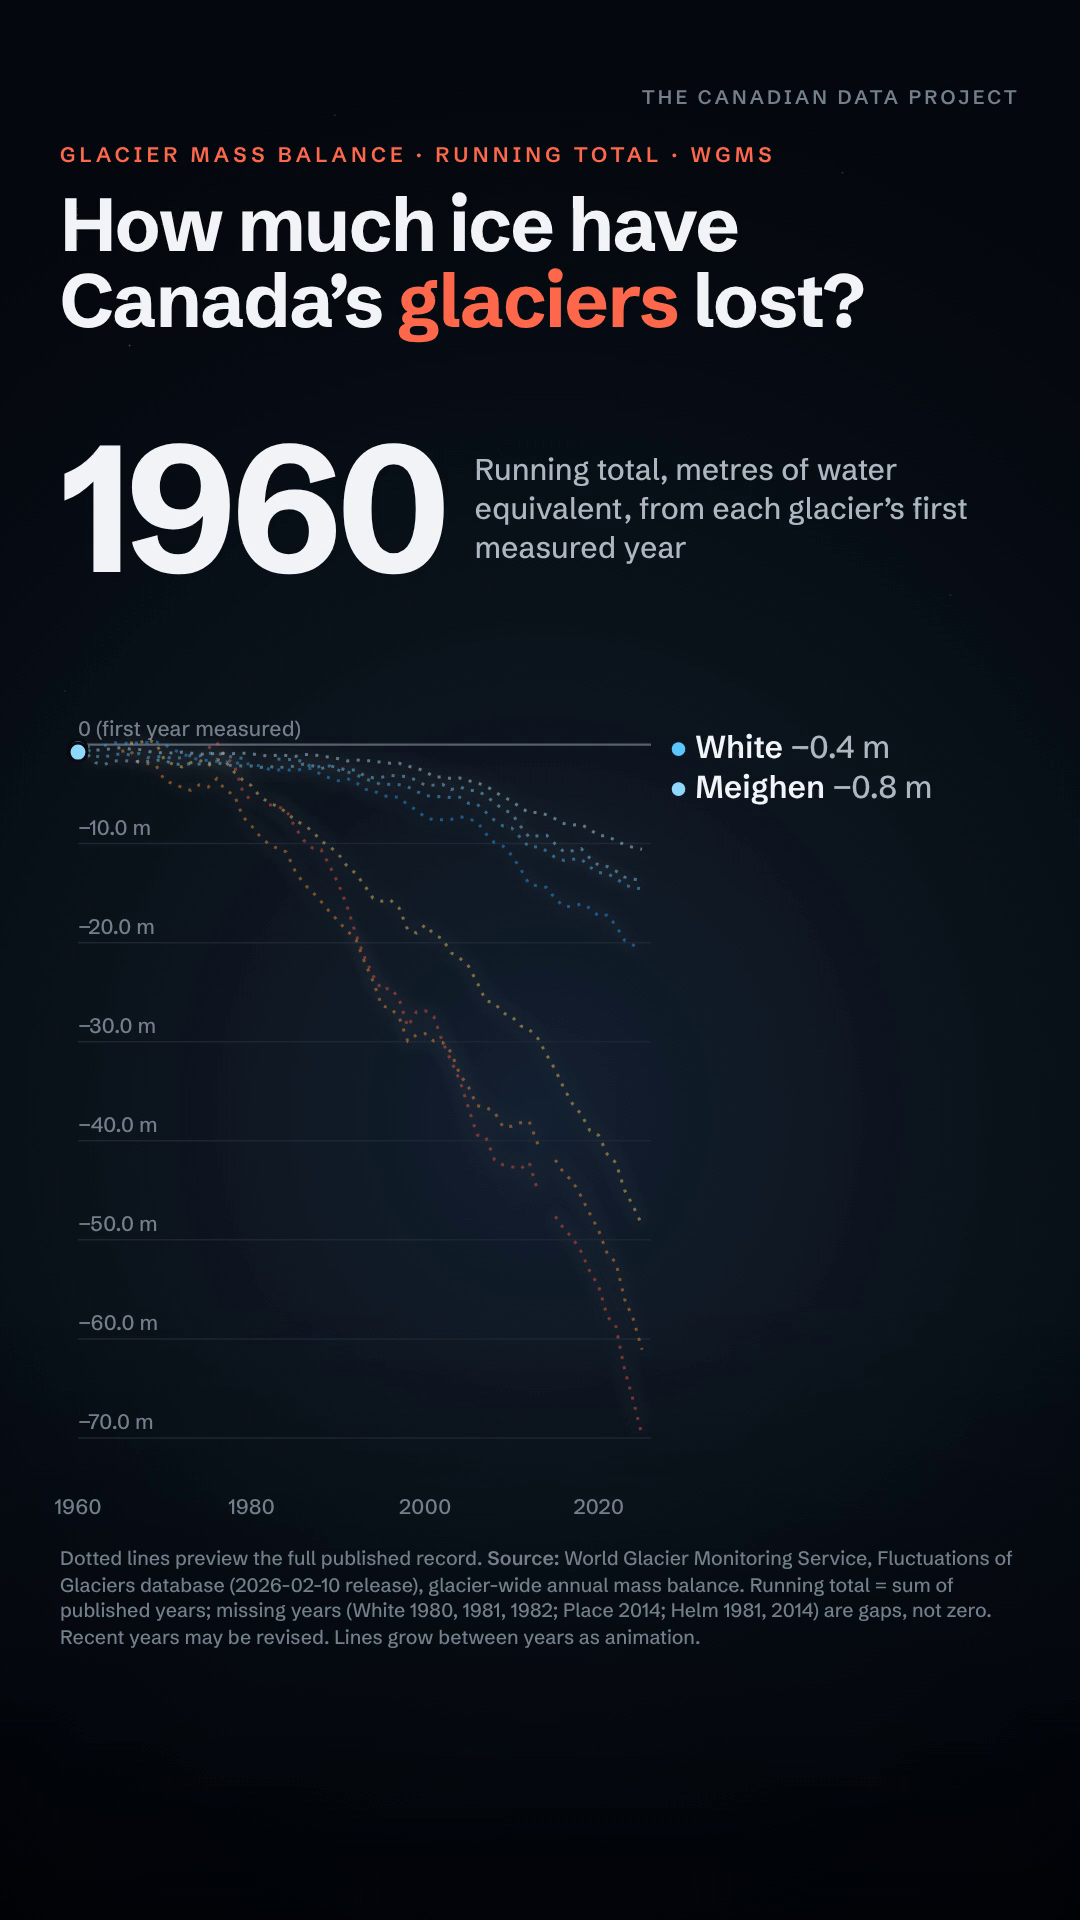 THE CANADIAN DATA PROJECT
GLACIER MASS BALANCE · RUNNING TOTAL · WGMS
How much ice have
Canada’s glaciers lost?
1960
Running total, metres of water
equivalent, from each glacier’s first
measured year
0 (first year measured)
White −0.4 m
Meighen −0.8 m
−10.0 m
−20.0 m
−30.0 m
−40.0 m
−50.0 m
−60.0 m
−70.0 m
1960 1980 2000 2020
Dotted lines preview the full published record. Source: World Glacier Monitoring Service, Fluctuations of
Glaciers database (2026-02-10 release), glacier-wide annual mass balance. Running total = sum of
published years; missing years (White 1980, 1981, 1982; Place 2014; Helm 1981, 2014) are gaps, not zero.
Recent years may be revised. Lines grow between years as animation.